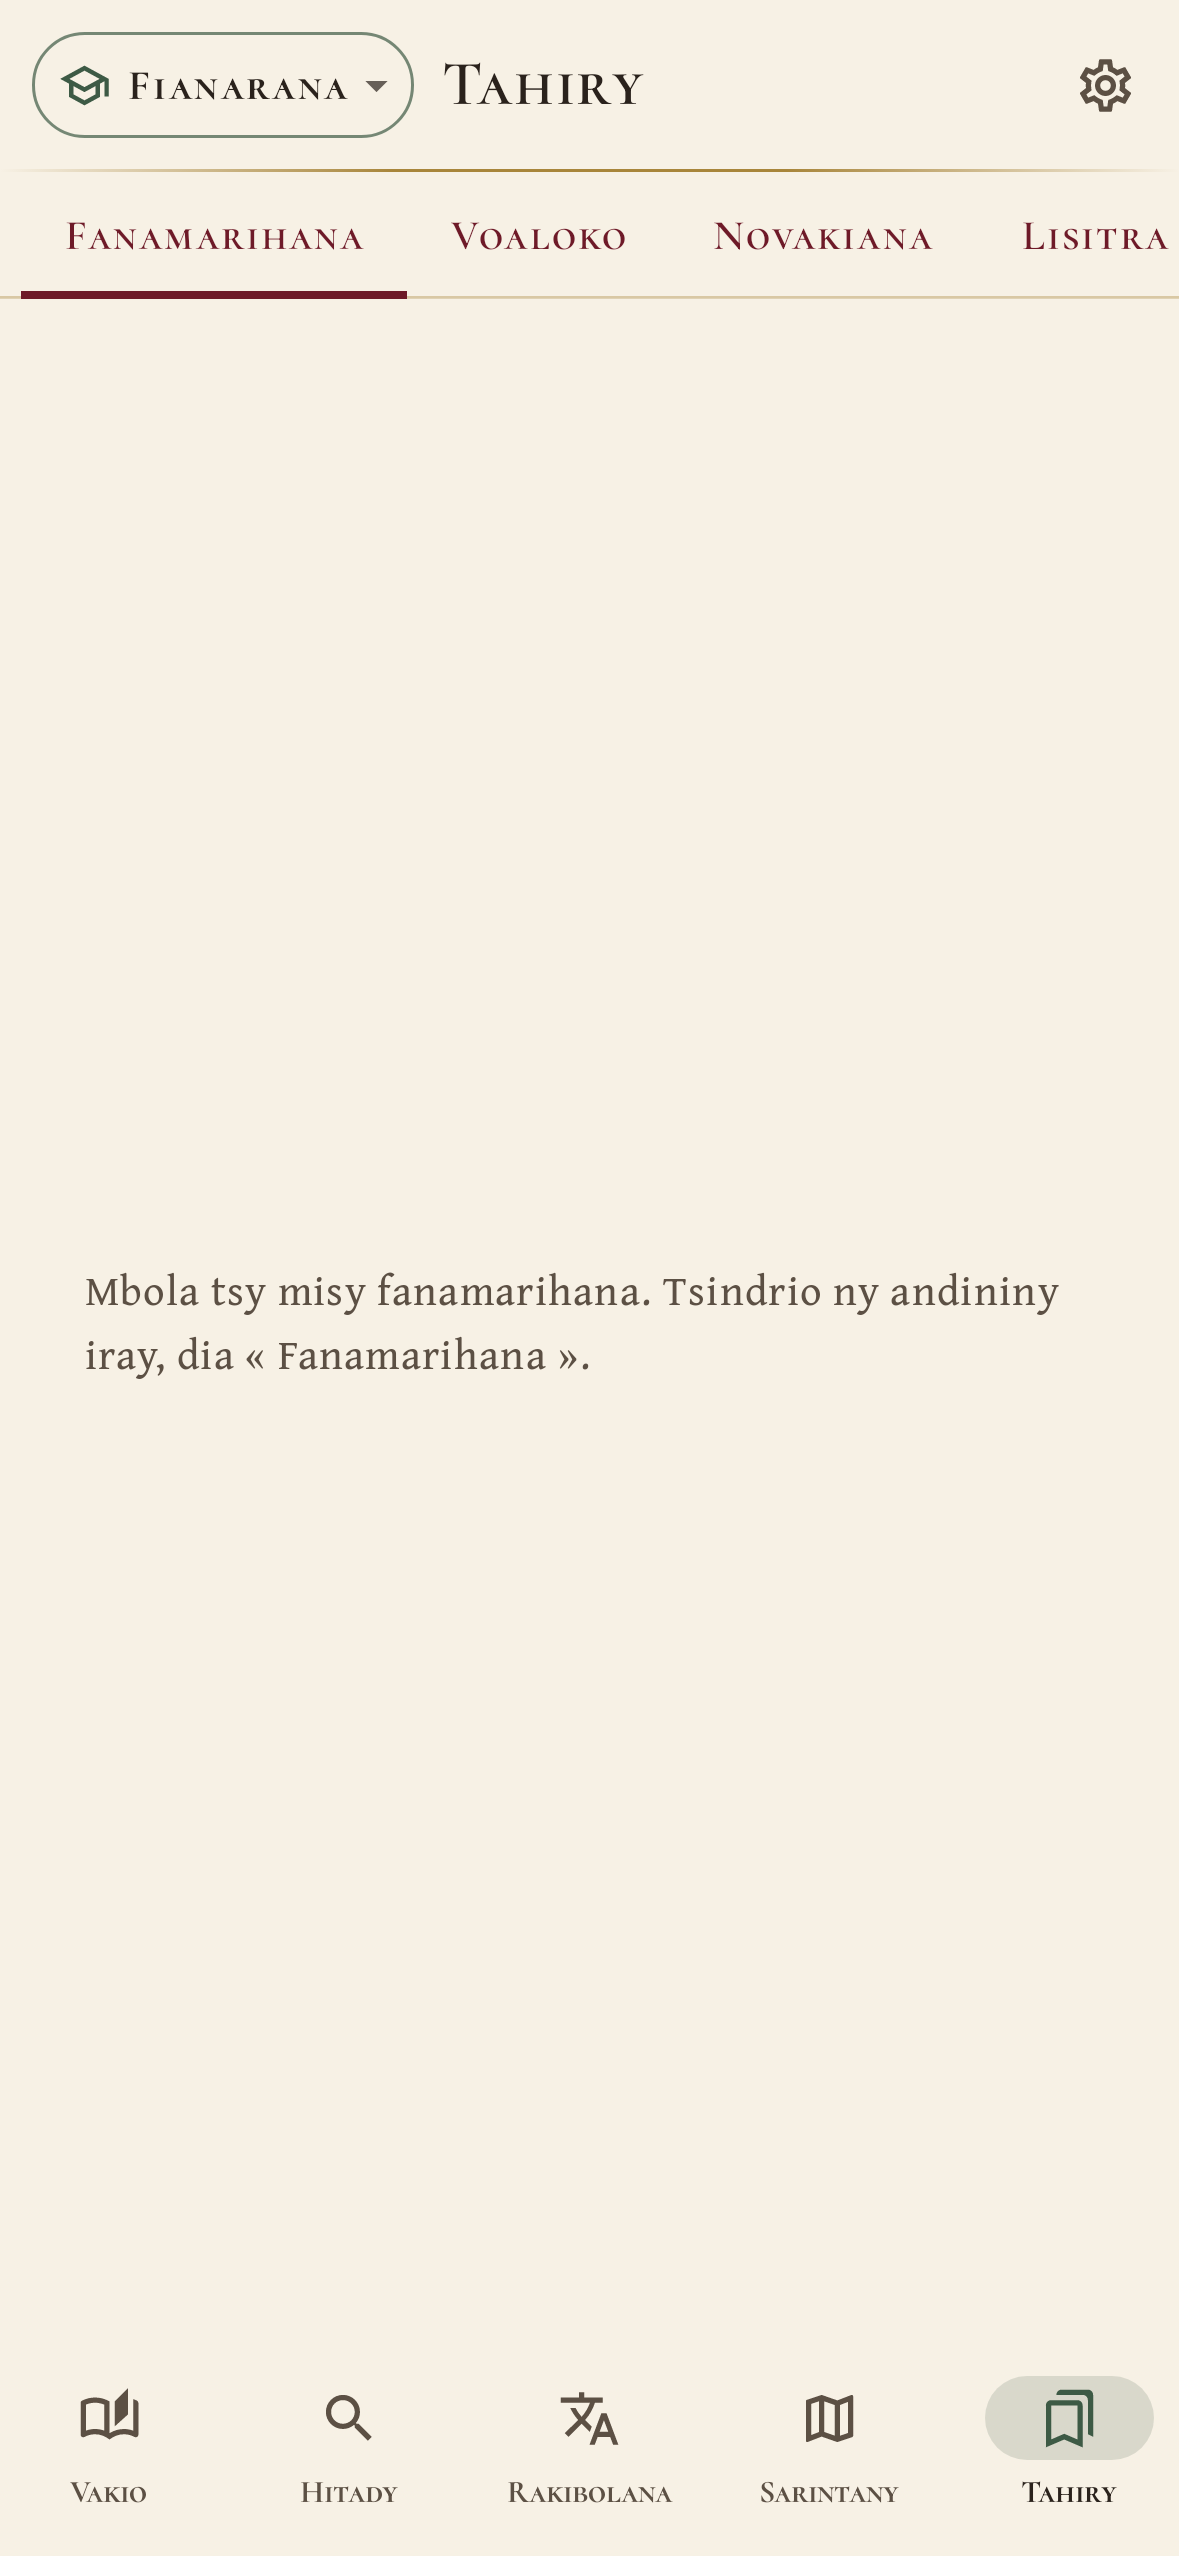 Fianarana
Tahiry
Fanamarihana
Voaloko
Novakiana
Lisitra
Mbola tsy misy fanamarihana. Tsindrio ny andininy
iray, dia « Fanamarihana ».
Vakio
Hitady
Rakibolana
Sarintany
Tahiry